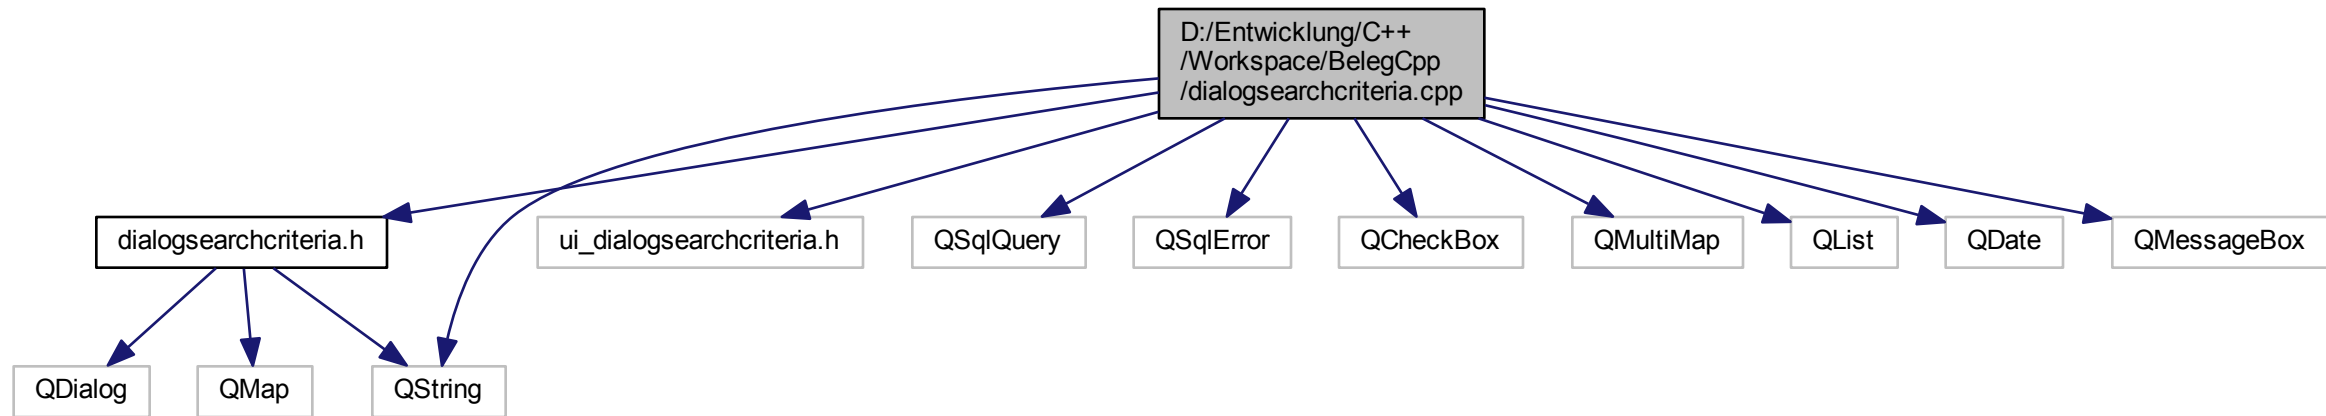 D:/Entwicklung/C++
/Workspace/BelegCpp
/dialogsearchcriteria.cpp
dialogsearchcriteria.h
ui_dialogsearchcriteria.h
QSqlQuery
QSqlError
QCheckBox
QMultiMap
QList
QDate
QMessageBox
QDialog
QMap
QString